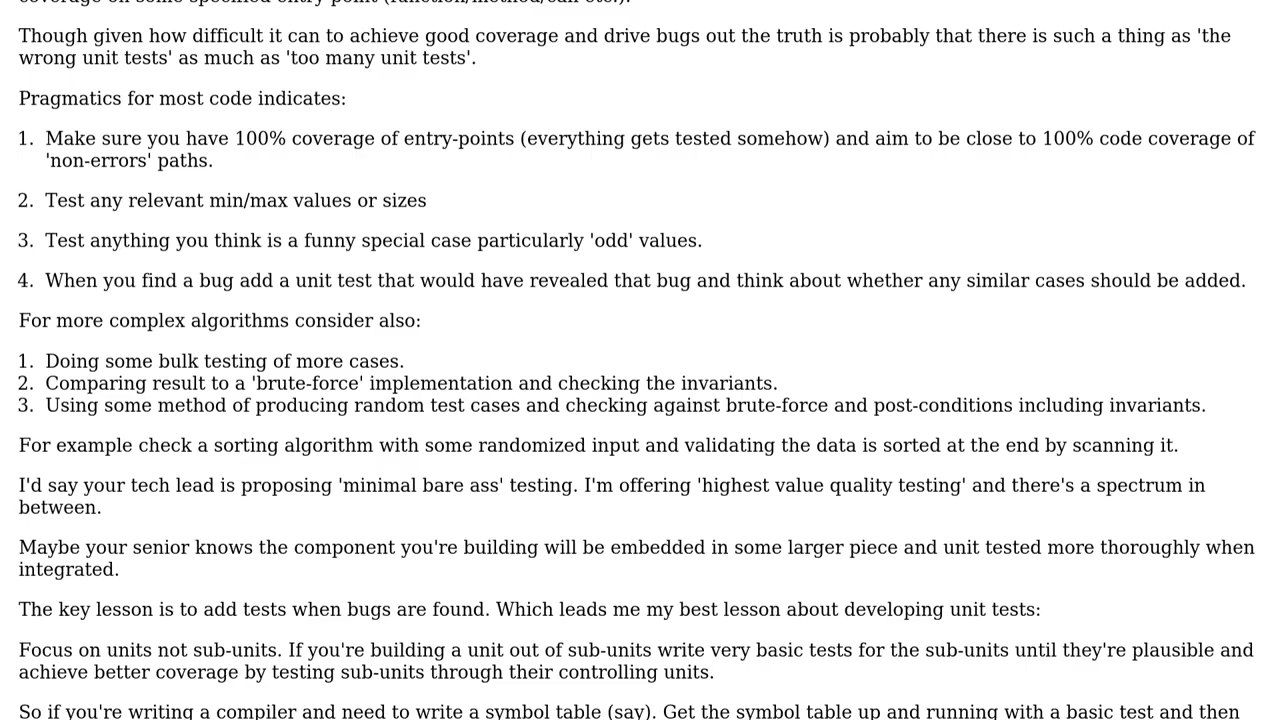 coverage on some specified entry point (function/method/call etc.).
Though given how difficult it can to achieve good coverage and drive bugs out the truth is probably that there is such a thing as 'the
wrong unit tests' as much as 'too many unit tests'.
Pragmatics for most code indicates:
1. Make sure you have 100% coverage of entry-points (everything gets tested somehow) and aim to be close to 100% code coverage of
'non-errors' paths.
2. Test any relevant min/max values or sizes
3. Test anything you think is a funny special case particularly 'odd' values.
4. When you find a bug add a unit test that would have revealed that bug and think about whether any similar cases should be added.
For more complex algorithms consider also:
1. Doing some bulk testing of more cases.
2. Comparing result to a 'brute-force' implementation and checking the invariants.
3. Using some method of producing random test cases and checking against brute-force and post-conditions including invariants.
For example check a sorting algorithm with some randomized input and validating the data is sorted at the end by scanning it.
I'd say your tech lead is proposing 'minimal bare ass' testing. I'm offering 'highest value quality testing' and there's a spectrum in
between.
Maybe your senior knows the component you're building will be embedded in some larger piece and unit tested more thoroughly when
integrated.
The key lesson is to add tests when bugs are found. Which leads me my best lesson about developing unit tests:
Focus on units not sub-units. If you're building a unit out of sub-units write very basic tests for the sub-units until they're plausible and
achieve better coverage by testing sub-units through their controlling units.
So if you're writing a compiler and need to write a symbol table (say). Get the symbol table up and running with a basic test and then